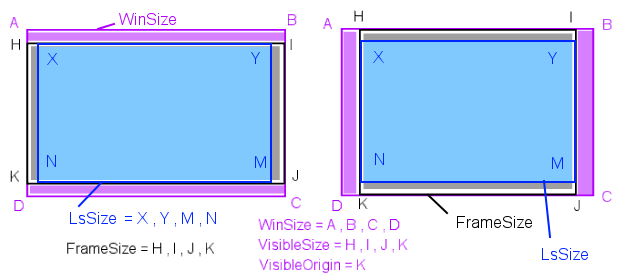 WinSize
A
B
H
I
X
Y
N
M
K
J
D
C
LsSize = X , Y , M , N
FrameSize = H , I , J , K
H
I
A
B
X
Y
N
M
D
K
J
C
FrameSize
LsSize
WinSize = A , B , C , D
VisibleSize = H , I , J , K
VisibleOrigin = K